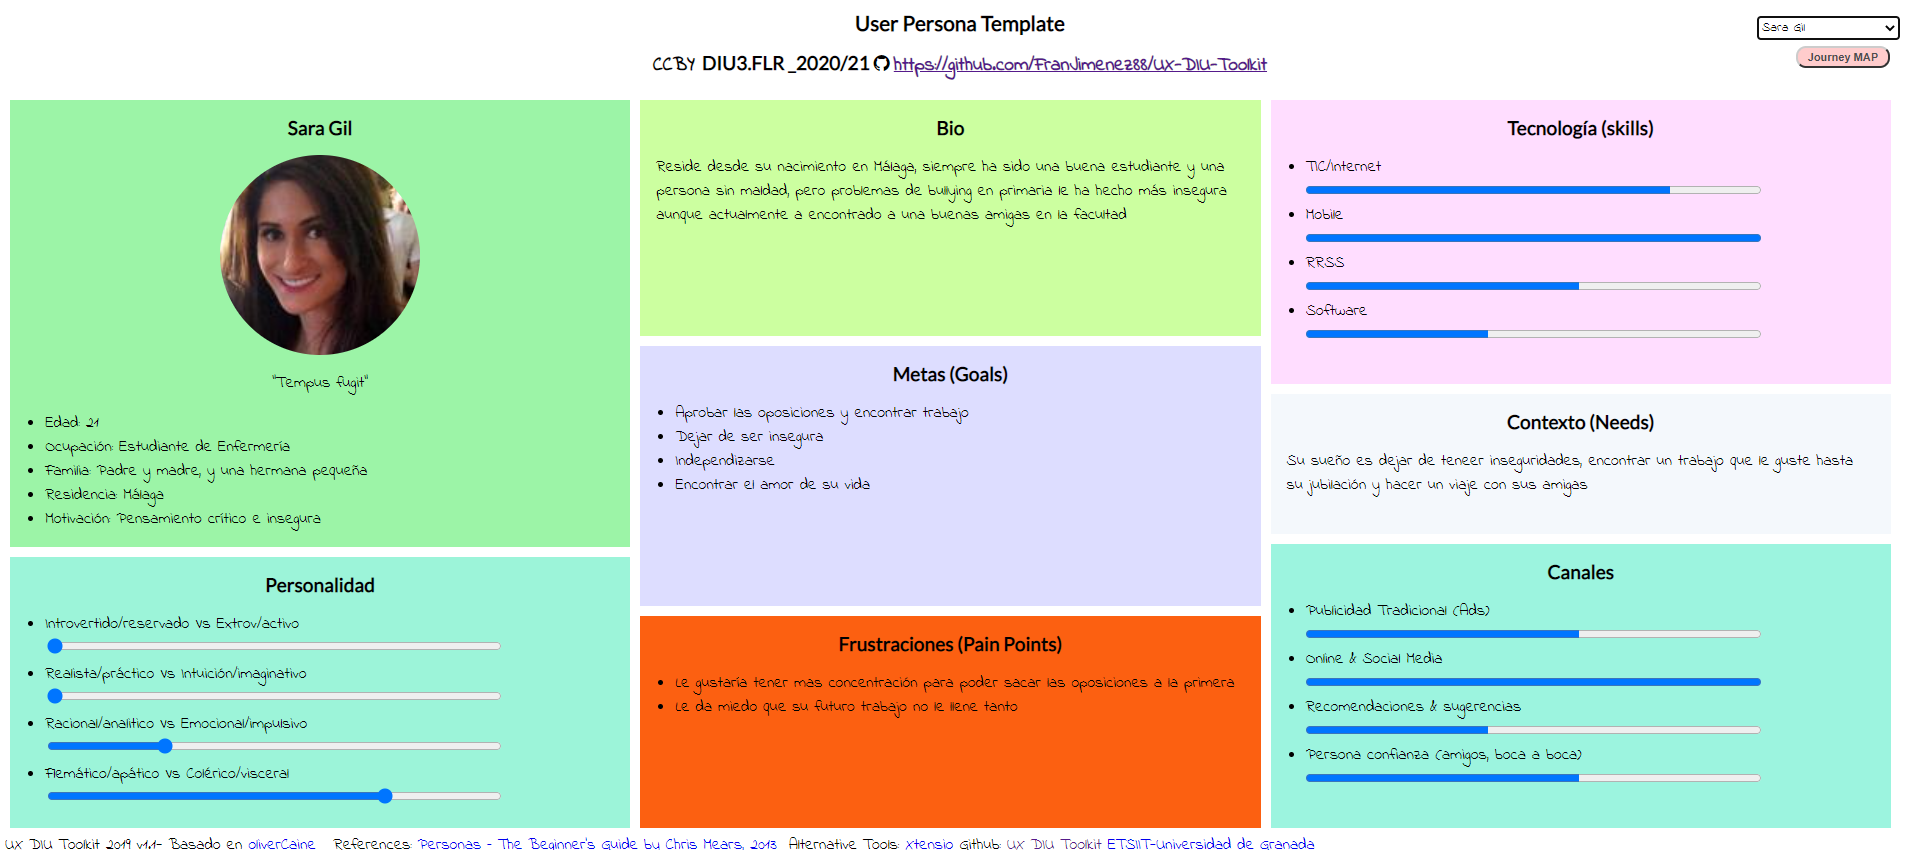 User Persona Template
Sara Gil
CCBY DIU3.FLR_2020/21 https://github.com/FranJimenez88/UX-DIU-Toolkit
Journey MAP
Sara Gil
"Tempus fugit"
Edad: 21
Ocupación: Estudiante de Enfermería
Familia: Padre y madre, y una hermana pequeña
Residencia: Málaga
Motivación: Pensamiento crítico e insegura
Personalidad
Introvertido/reservado Vs Extrov/activo
Realista/práctico Vs Intuición/imaginativo
Racional/analítico Vs Emocional/impulsivo
Flemático/apático Vs Colérico/visceral
Bio
Reside desde su nacimiento en Málaga, siempre ha sido una buena estudiante y una
persona sin maldad, pero problemas de bullying en primaria le ha hecho más insegura
aunque actualmente a encontrado a una buenas amigas en la facultad
Metas (Goals)
Aprobar las oposiciones y encontrar trabajo
Dejar de ser insegura
Independizarse
Encontrar el amor de su vida
Frustraciones (Pain Points)
Le gustaría tener mas concentración para poder sacar las oposiciones a la primera
Le da miedo que su futuro trabajo no le llene tanto
Tecnología (skills)
TIC/Internet
Mobile
RRSS
Software
Contexto (Needs)
Su sueño es dejar de teneer inseguridades, encontrar un trabajo que le guste hasta
su jubilación y hacer un viaje con sus amigas
Canales
Publicidad Tradicional (Ads)
Online & Social Media
Recomendaciones & sugerencias
Persona confianza (amigos, boca a boca)
UX DIU Toolkit 2019 v1.1- Basado en oliverCaine References: Personas - The Beginner's Guide by Chris Mears, 2013 Alternative Tools: Xtensio Github: UX DIU Toolkit ETSIIT-Universidad de Granada